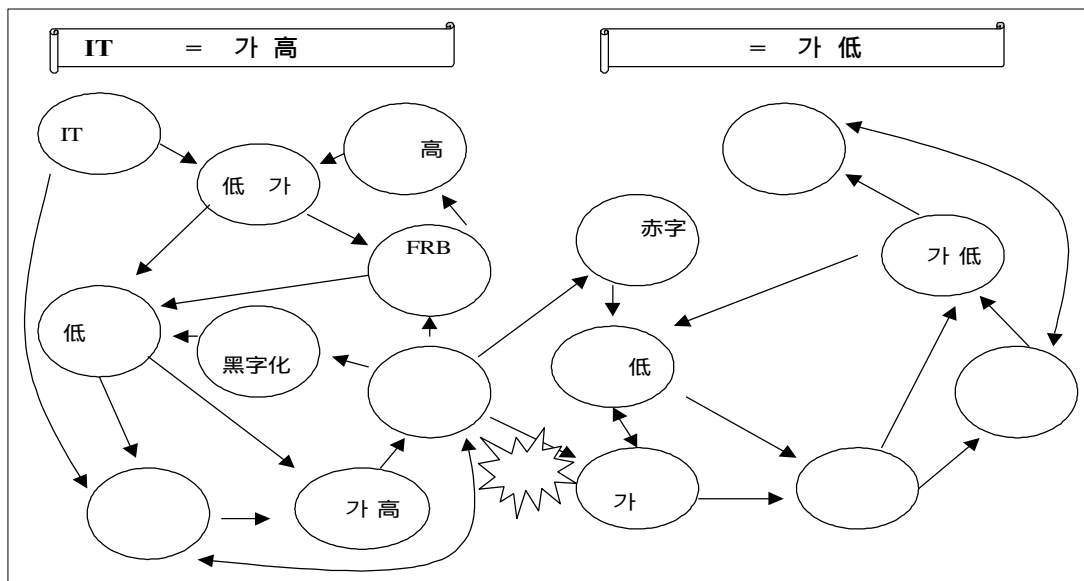 IT = 가 高
= 가 低
IT
高
低 가
FRB
赤字
가 低
低
黑字化
低
가 高
가